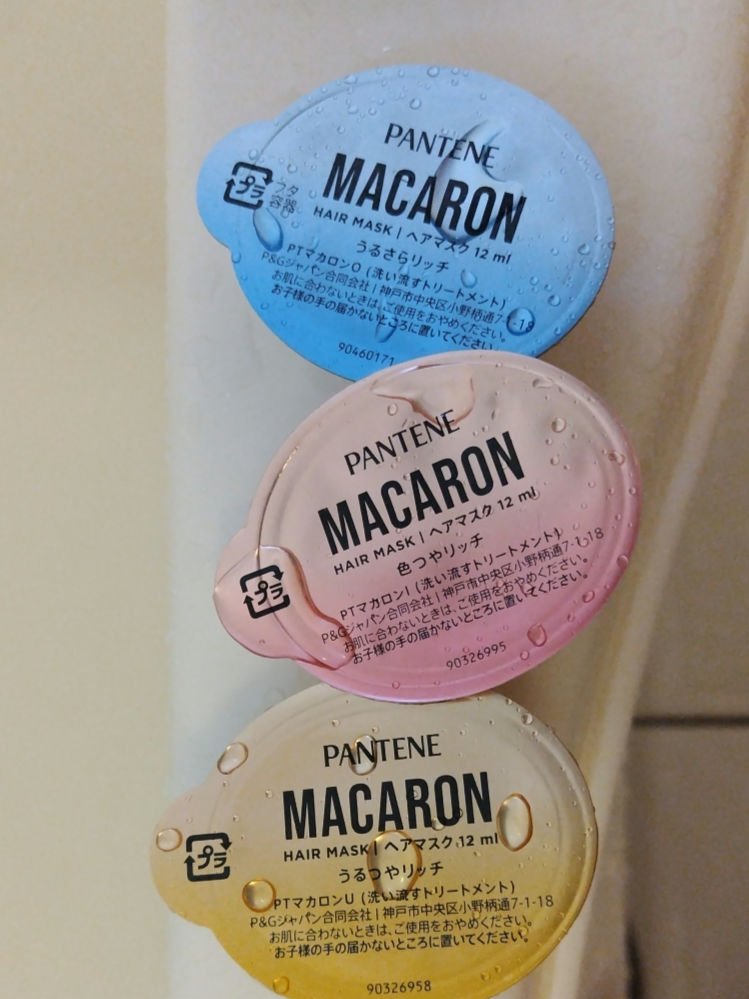 PANTENE
MACARON
HAIR MASK | ヘアマスク 12 ml
うるさらリッチ
プラ フタ
容器
PTマカロンO (洗い流すトリートメント)
P&Gジャパン合同会社 | 神戸市中央区小野柄通7-1-18
お肌に合わないときは、ご使用をおやめください。
お子様の手の届かないところに置いてください。
90460171
PANTENE
MACARON
HAIR MASK | ヘアマスク 12 ml
色つやリッチ
プラ
PTマカロンI (洗い流すトリートメント)
P&Gジャパン合同会社 | 神戸市中央区小野柄通7-1-18
お肌に合わないときは、ご使用をおやめください。
お子様の手の届かないところに置いてください。
90326995
PANTENE
MACARON
HAIR MASK | ヘアマスク 12 ml
うるつやリッチ
プラ
PTマカロンU (洗い流すトリートメント)
P&Gジャパン合同会社 | 神戸市中央区小野柄通7-1-18
お肌に合わないときは、ご使用をおやめください。
お子様の手の届かないところに置いてください。
90326958